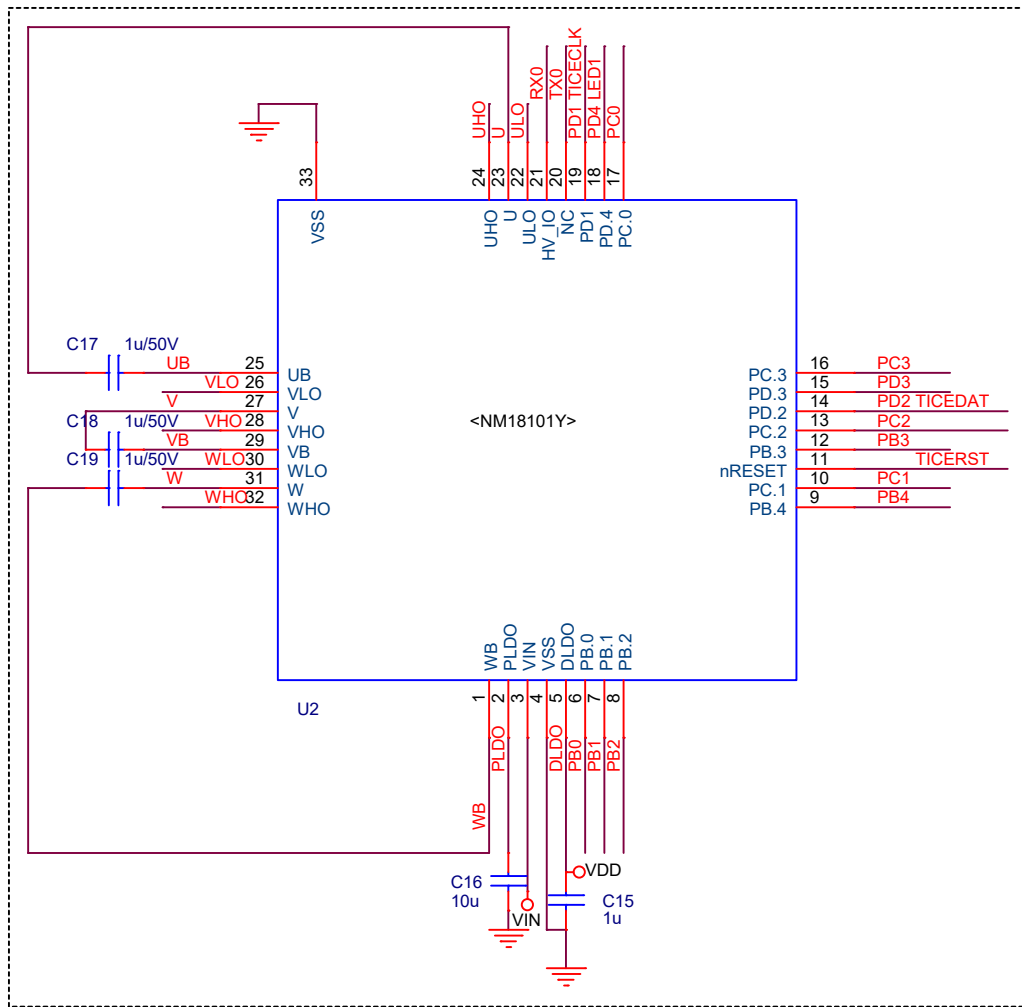 UHO
U
ULO
RX0
TX0
PD1 TICECLK
PD4 LED1
PC0
33
24
23
22
21
20
19
18
17
VSS
UHO
U
ULO
HV_IO
NC
PD1
PD.4
PC.0
C17 1u/50V
UB 25 UB
VLO 26 VLO
V 27 V
C18 1u/50V
VHO 28 VHO
VB 29 VB
C19 1u/50V
WLO 30 WLO
W 31 W
WHO 32 WHO
<NM18101Y>
PC.3 16 PC3
PD.3 15 PD3
PD.2 14 PD2 TICEDAT
PC.2 13 PC2
PB.3 12 PB3
nRESET 11 TICERST
PC.1 10 PC1
PB.4 9 PB4
WB
PLDO
VIN
VSS
DLDO
PB.0
PB.1
PB.2
U2
1
2
3
4
5
6
7
8
WB
PLDO
DLDO
PB0
PB1
PB2
C16
10u
VIN
VDD
C15
1u